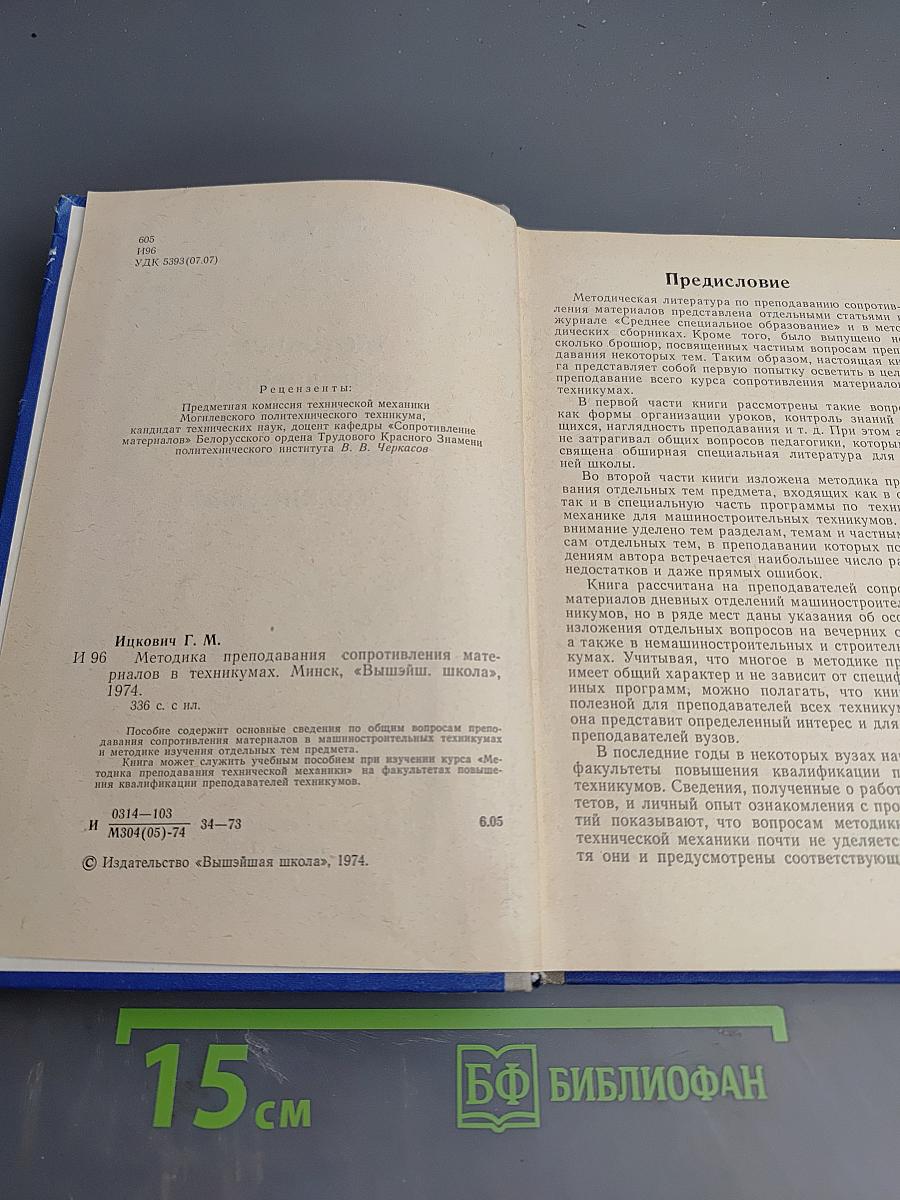 605
И96
УДК 5393(07.07)
Рецензенты:
Предметная комиссия технической механики
Могилевского политехнического техникума,
кандидат технических наук, доцент кафедры «Сопротивление
материалов» Белорусского ордена Трудового Красного Знамени
политехнического института В. В. Черкасов
Ицкович Г. М.
И 96 Методика преподавания сопротивления мате-
риалов в техникумах. Минск, «Вышэйш. школа»,
1974.
336 с. с ил.
Пособие содержит основные сведения по общим вопросам препо-
давания сопротивления материалов в машиностроительных техникумах
и методике изучения отдельных тем предмета.
Книга может служить учебным пособием при изучении курса «Ме-
тодика преподавания технической механики» на факультетах повыше-
ния квалификации преподавателей техникумов.
И 0314—103
М304(05)-74 34—73 6.05
© Издательство «Вышэйшая школа», 1974.
Предисловие
Методическая литература по преподаванию сопротив-
ления материалов представлена отдельными статьями
журнале «Среднее специальное образование» и в мето
дических сборниках. Кроме того, было выпущено не
сколько брошюр, посвященных частным вопросам преп
давания некоторых тем. Таким образом, настоящая кн
га представляет собой первую попытку осветить в цел
преподавание всего курса сопротивления материалов
техникумах.
В первой части книги рассмотрены такие вопр
как формы организации уроков, контроль знаний
щихся, наглядность преподавания и т. д. При этом а
не затрагивал общих вопросов педагогики, которы
священа обширная специальная литература для
ней школы.
Во второй части книги изложена методика пр
вания отдельных тем предмета, входящих как в о
так и в специальную часть программы по техни
механике для машиностроительных техникумов.
внимание уделено тем разделам, темам и частным
сам отдельных тем, в преподавании которых по
дениям автора встречается наибольшее число ра
недостатков и даже прямых ошибок.
Книга рассчитана на преподавателей сопро
материалов дневных отделений машиностроител
никумов, но в ряде мест даны указания об осо
изложения отдельных вопросов на вечерних о
а также в немашиностроительных и строитель
кумах. Учитывая, что многое в методике пр
имеет общий характер и не зависит от специф
иных программ, можно полагать, что кни
полезной для преподавателей всех технику
она представит определенный интерес и для
преподавателей вузов.
В последние годы в некоторых вузах нач
факультеты повышения квалификации п
техникумов. Сведения, полученные о работ
тетов, и личный опыт ознакомления с про
тий показывают, что вопросам методики
технической механики почти не уделяетс
тя они и предусмотрены соответствующ
15 см
БФ БИБЛИОФАН